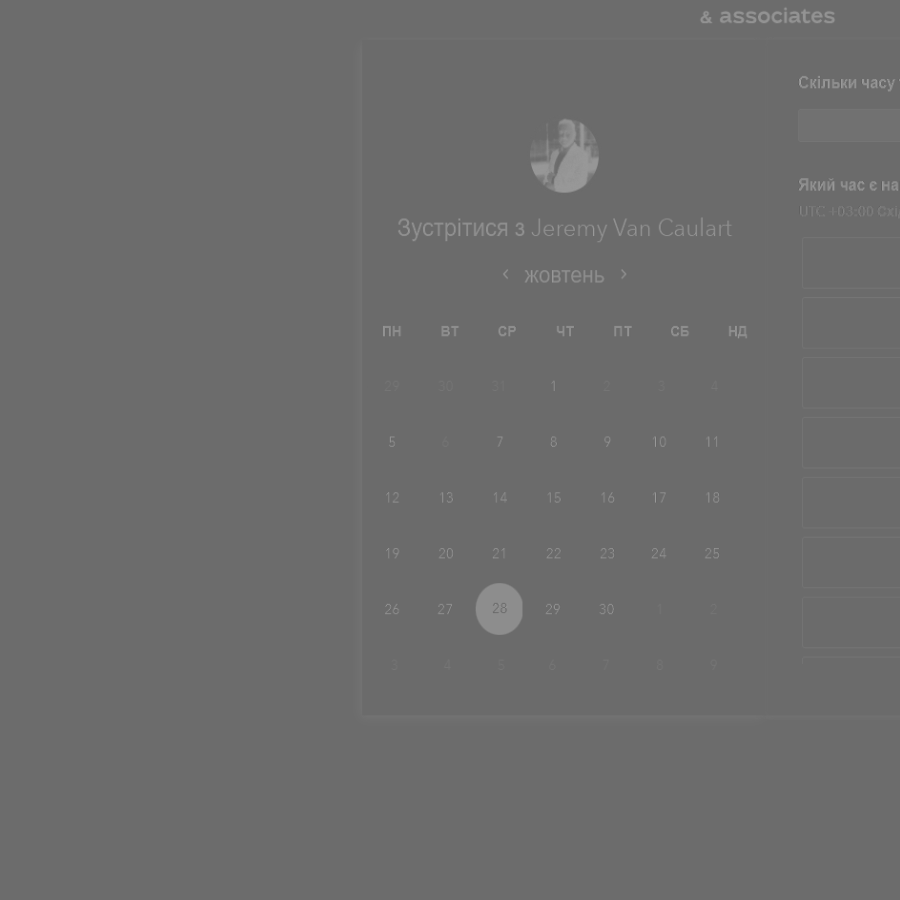 & associates
Скільки часу
Який час є на
UTC +03:00 Схі
Зустрітися з Jeremy Van Caulart
‹ жовтень ›
ПН ВТ СР ЧТ ПТ СБ НД
29 30 31 1 2 3 4
5 6 7 8 9 10 11
12 13 14 15 16 17 18
19 20 21 22 23 24 25
26 27 28 29 30 1 2
3 4 5 6 7 8 9